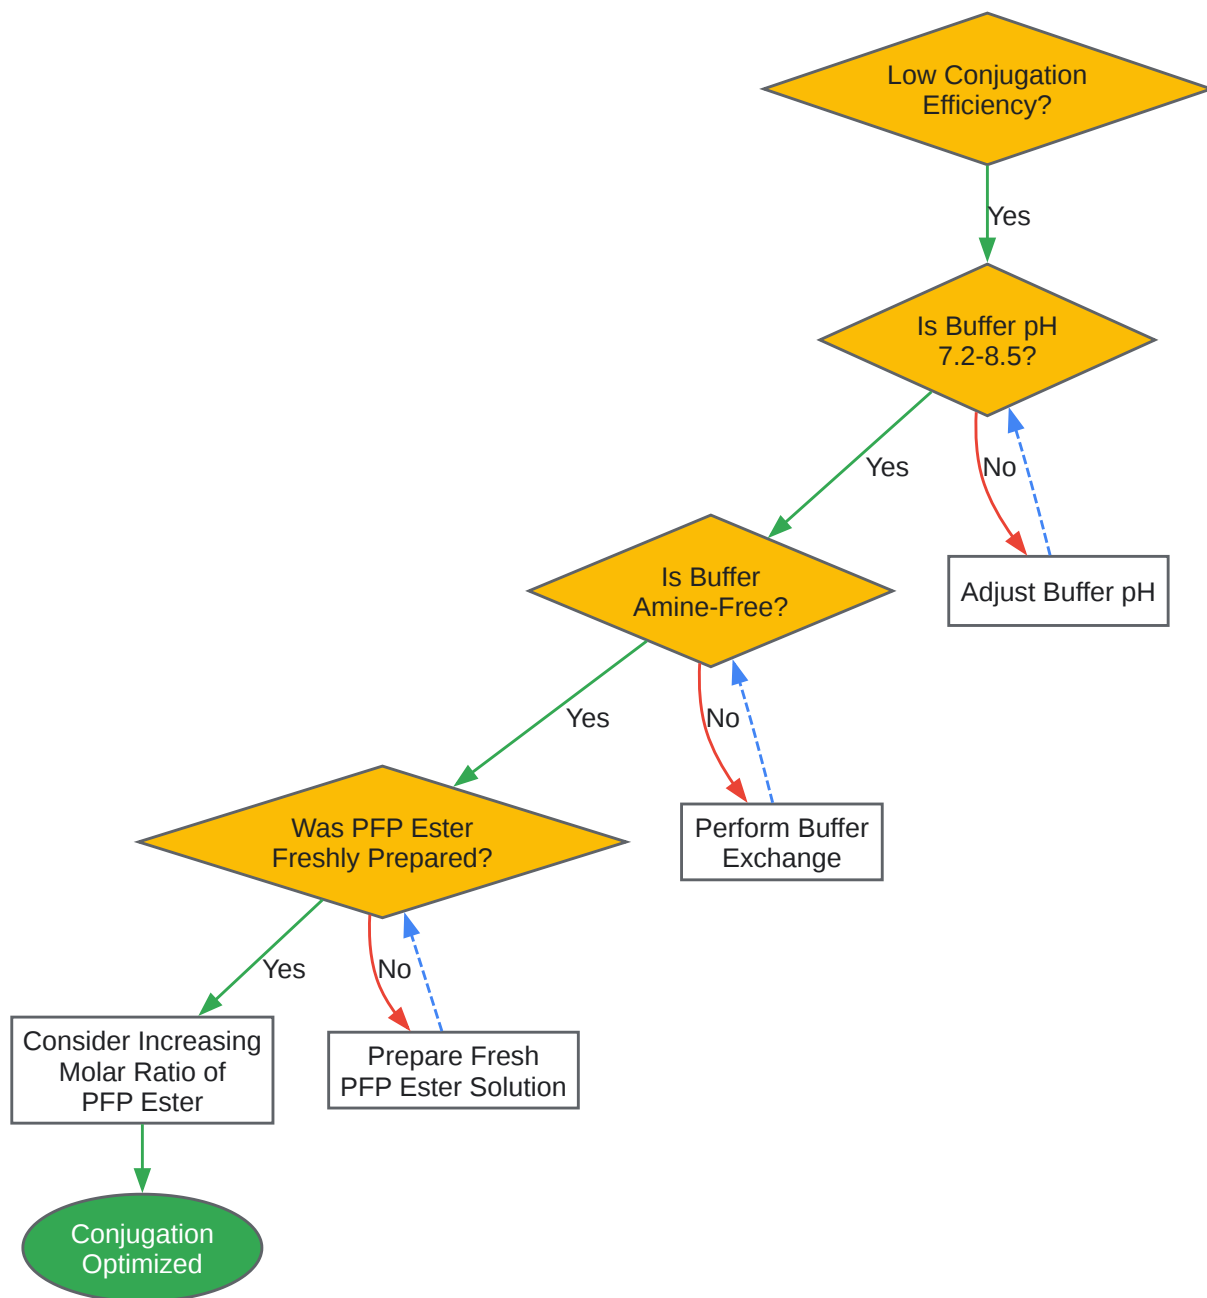 Low Conjugation
Efficiency?
Yes
Is Buffer pH
7.2-8.5?
Yes
No
Is Buffer
Amine-Free?
Adjust Buffer pH
Yes
No
Was PFP Ester
Freshly Prepared?
Perform Buffer
Exchange
Yes
No
Consider Increasing
Molar Ratio of
PFP Ester
Prepare Fresh
PFP Ester Solution
Conjugation
Optimized